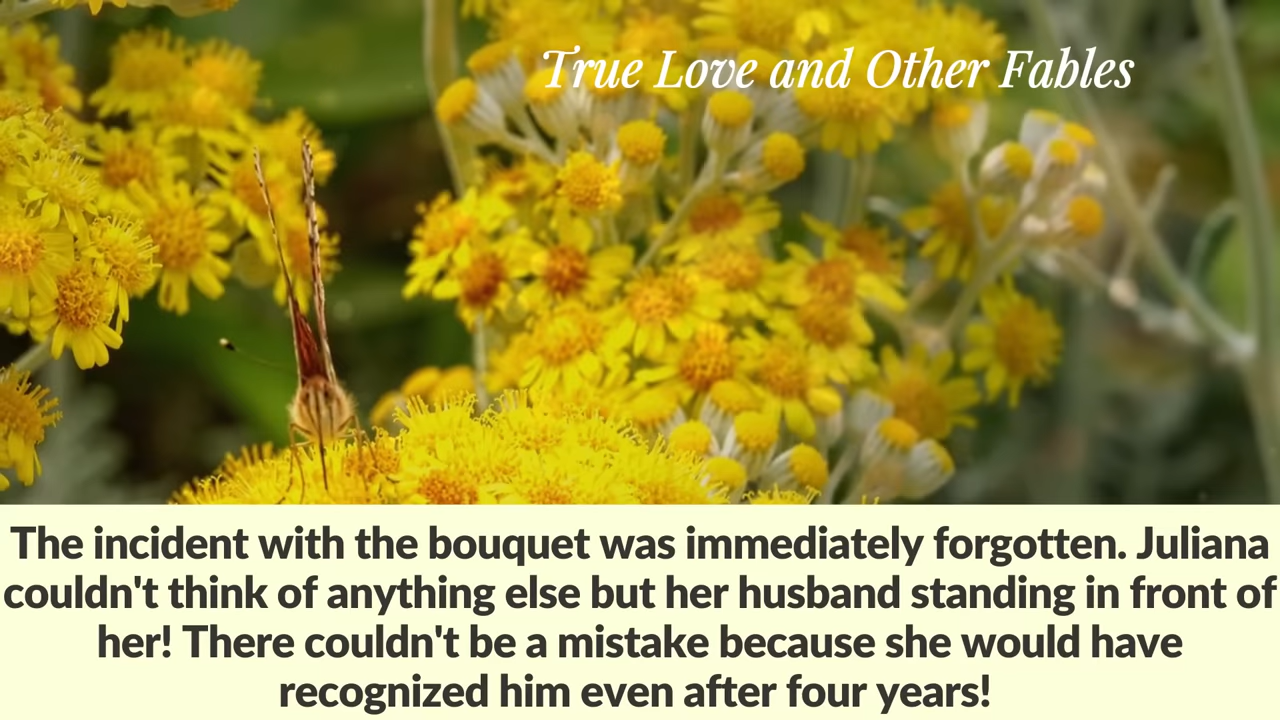 True Love and Other Fables
The incident with the bouquet was immediately forgotten. Juliana
couldn't think of anything else but her husband standing in front of
her! There couldn't be a mistake because she would have
recognized him even after four years!